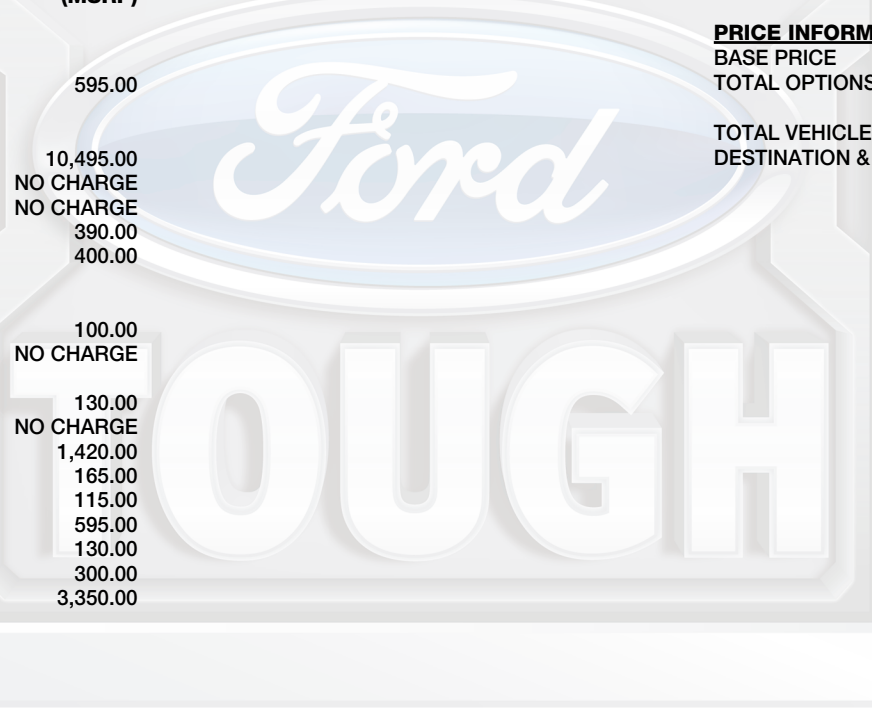 (MSRP)
595.00
10,495.00
NO CHARGE
NO CHARGE
390.00
400.00
100.00
NO CHARGE
130.00
NO CHARGE
1,420.00
165.00
115.00
595.00
130.00
300.00
3,350.00
PRICE INFORM
BASE PRICE
TOTAL OPTIONS
TOTAL VEHICLE
DESTINATION &
Ford
TOUGH